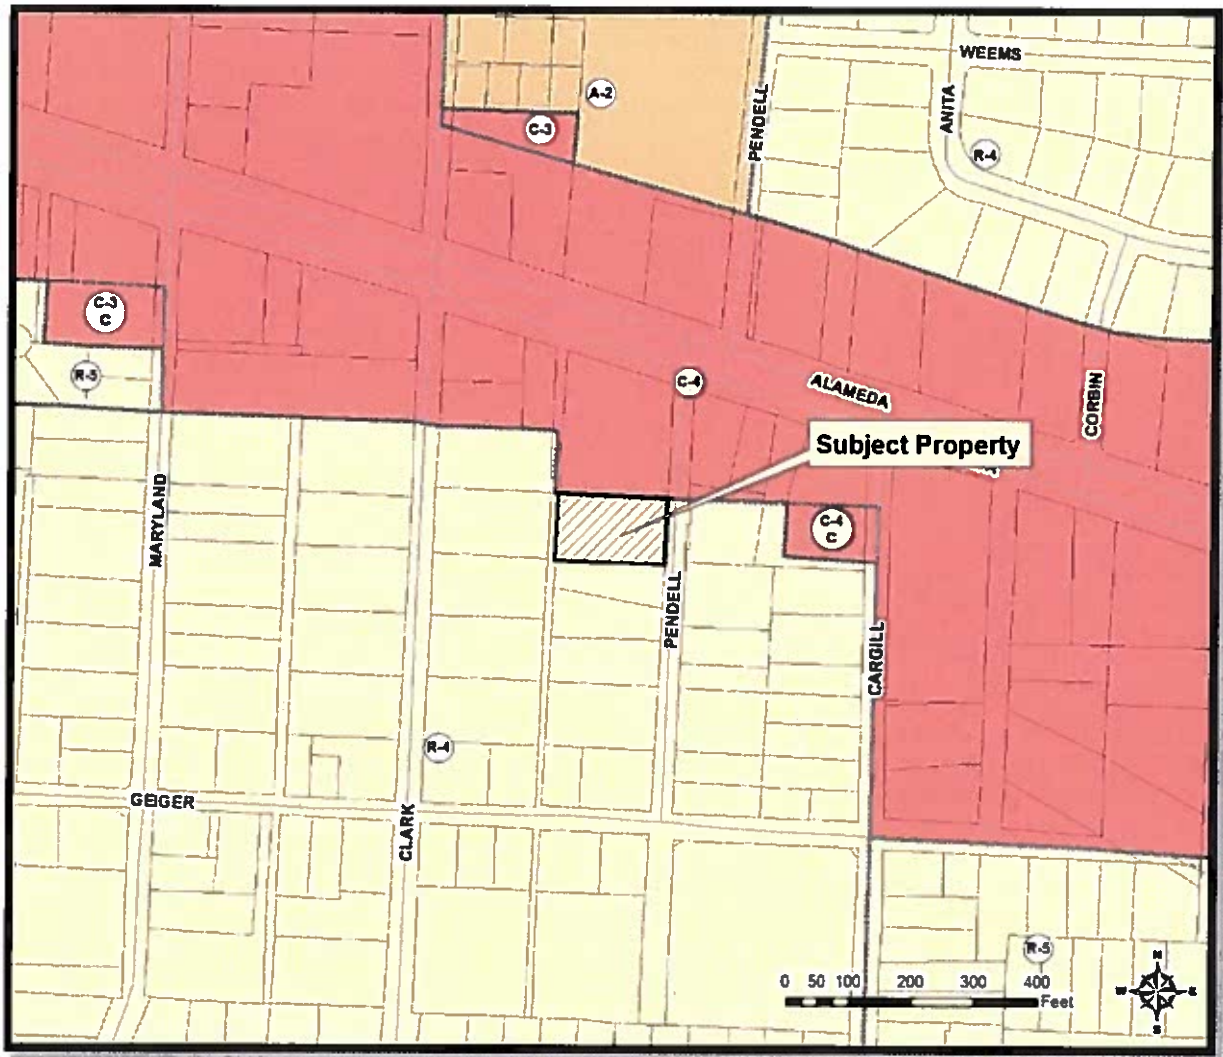 WEEMS
A-2
PENDELL
ANITA
C-3
R-4
C-3
C
R-5
C-4
ALAMEDA
CORBIN
Subject Property
MARYLAND
C-4
C
PENDELL
CARGILL
R-4
GEIGER
CLARK
R-5
N
W
E
S
0 50 100 200 300 400
Feet